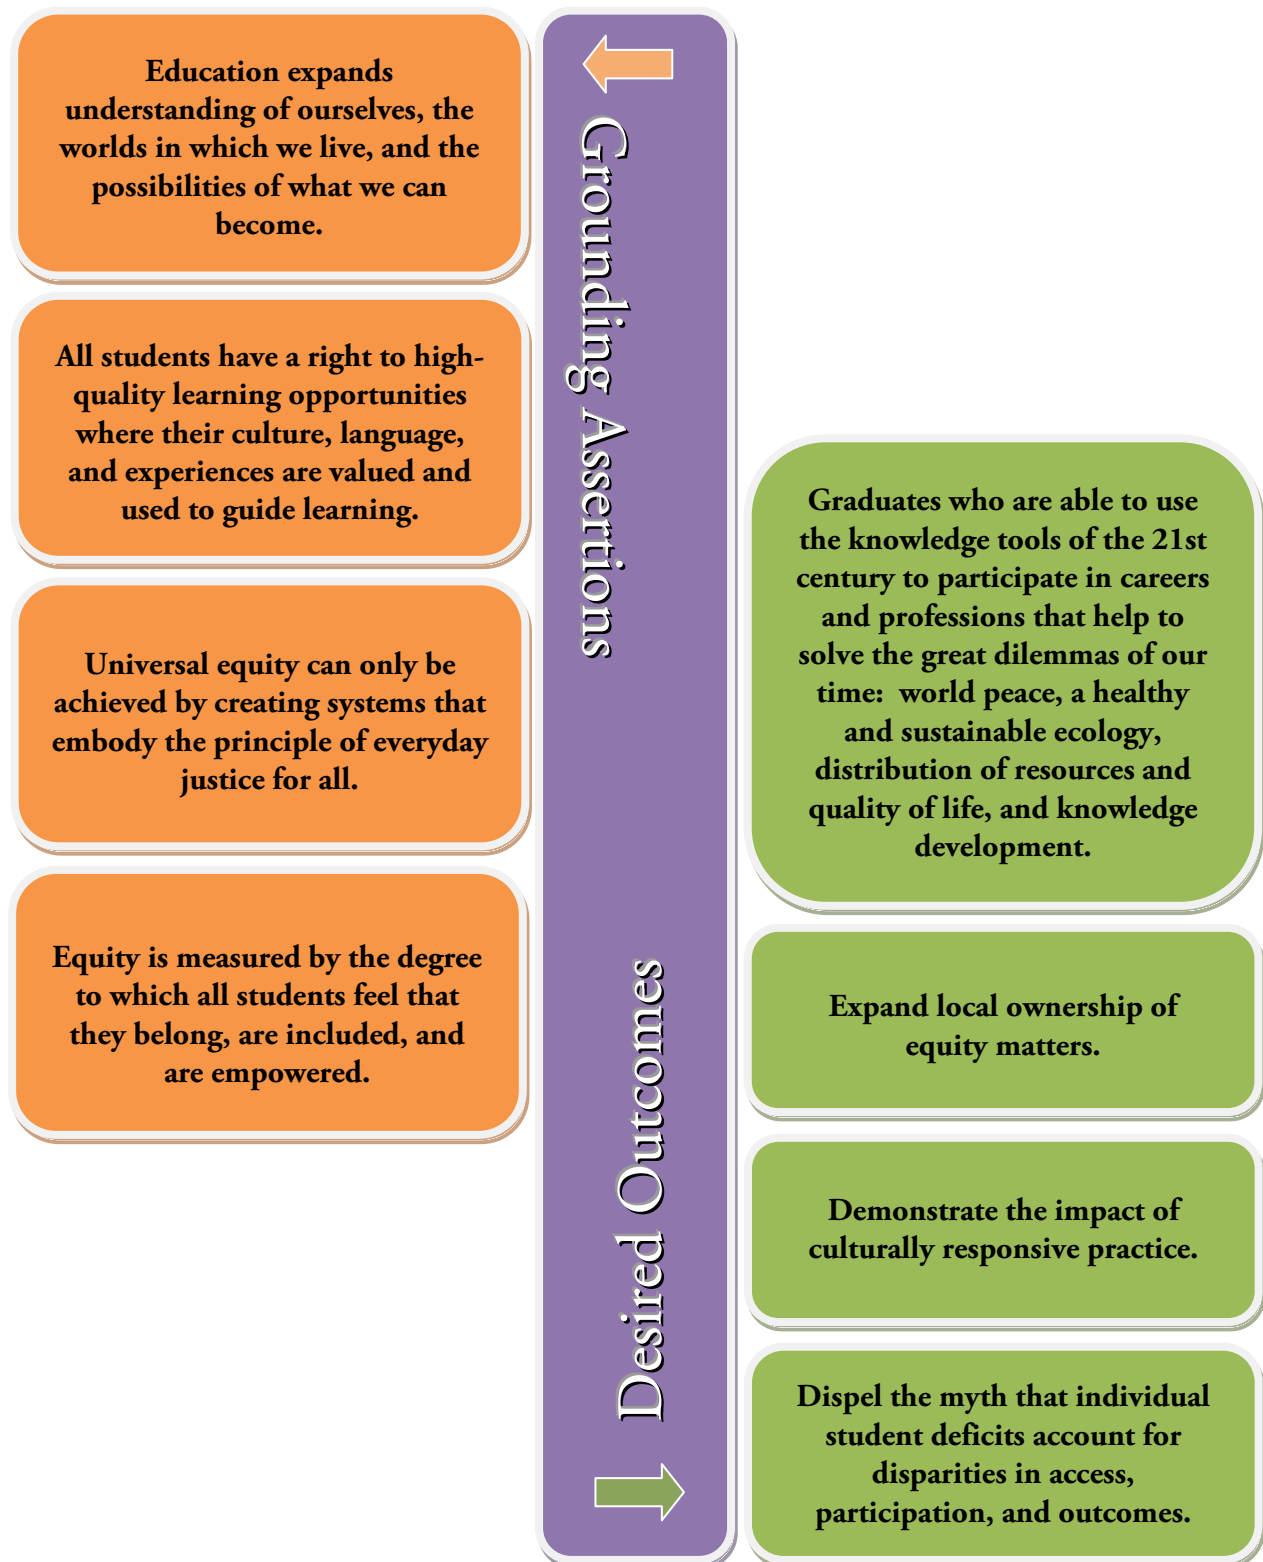 Education expands
understanding of ourselves, the
worlds in which we live, and the
possibilities of what we can
become.
All students have a right to high-
quality learning opportunities
where their culture, language,
and experiences are valued and
used to guide learning.
Universal equity can only be
achieved by creating systems that
embody the principle of everyday
justice for all.
Equity is measured by the degree
to which all students feel that
they belong, are included, and
are empowered.
Grounding Assertions
Desired Outcomes
Graduates who are able to use
the knowledge tools of the 21st
century to participate in careers
and professions that help to
solve the great dilemmas of our
time:  world peace, a healthy
and sustainable ecology,
distribution of resources and
quality of life, and knowledge
development.
Expand local ownership of
equity matters.
Demonstrate the impact of
culturally responsive practice.
Dispel the myth that individual
student deficits account for
disparities in access,
participation, and outcomes.